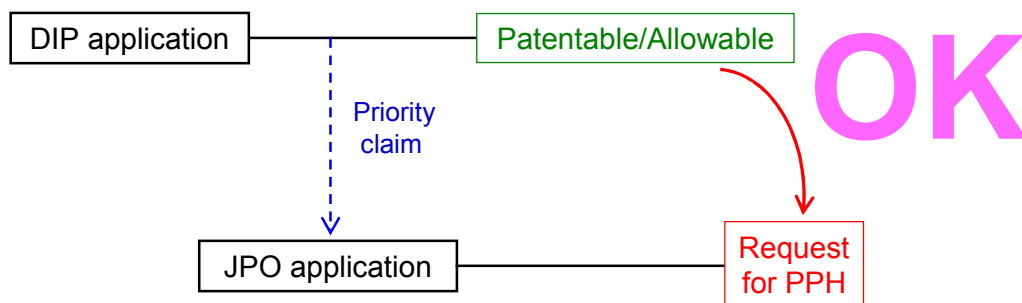 DIP application
Patentable/Allowable
OK
Priority
claim
JPO application
Request
for PPH